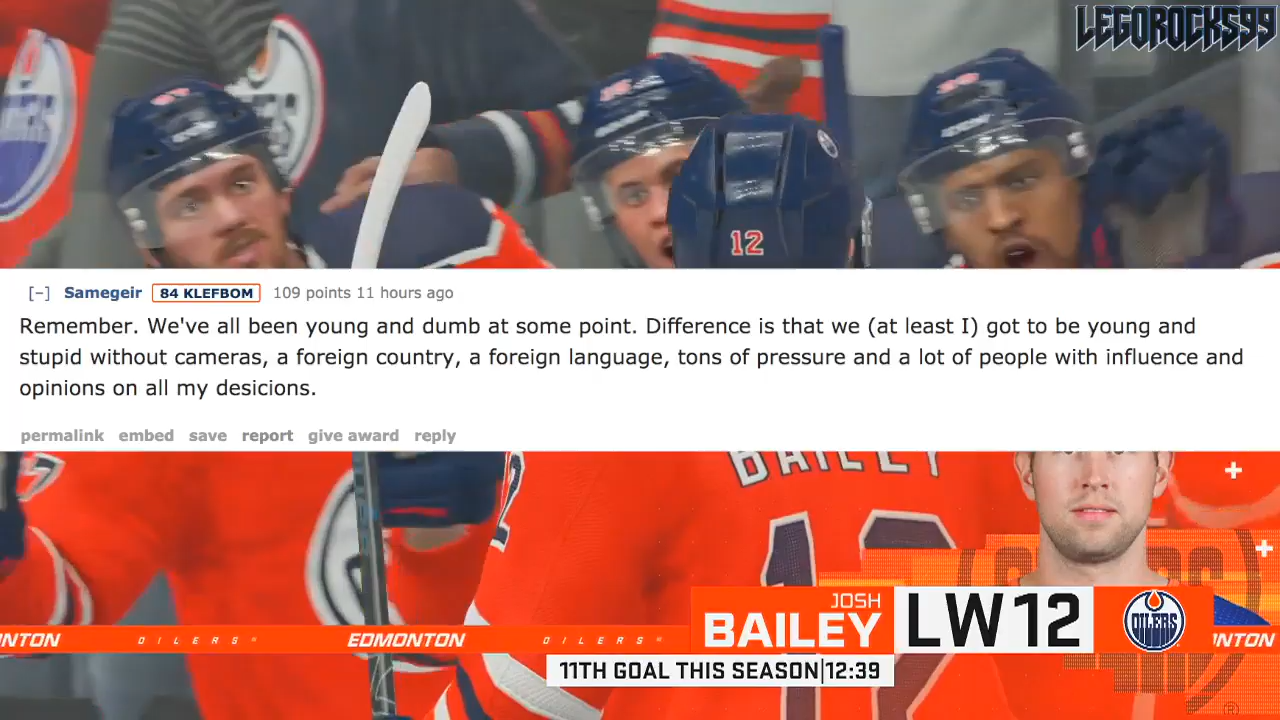 LEGOROCKS99
12
[–] Samegeir 84 KLEFBOM 109 points 11 hours ago
Remember. We've all been young and dumb at some point. Difference is that we (at least I) got to be young and
stupid without cameras, a foreign country, a foreign language, tons of pressure and a lot of people with influence and
opinions on all my desicions.
permalink embed save report give award reply
BAILEY
12
JOSH
BAILEY LW 12
OILERS
NTON OILERS EDMONTON OILERS NTON
11TH GOAL THIS SEASON|12:39